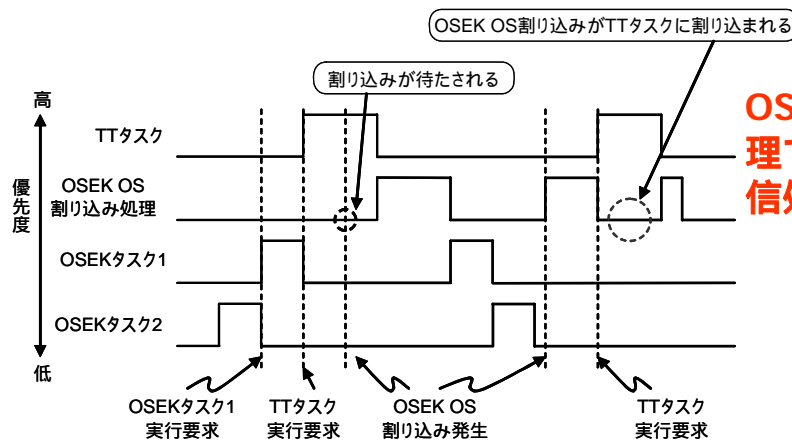 OSEK OS割り込みがTTタスクに割り込まれる
割り込みが待たされる
高
TTタスク
OSEK OS
割り込み処理
優先度
OSEKタスク1
OSEKタスク2
低
OSEKタスク1
実行要求
TTタスク
実行要求
OSEK OS
割り込み発生
TTタスク
実行要求
OS
理
信